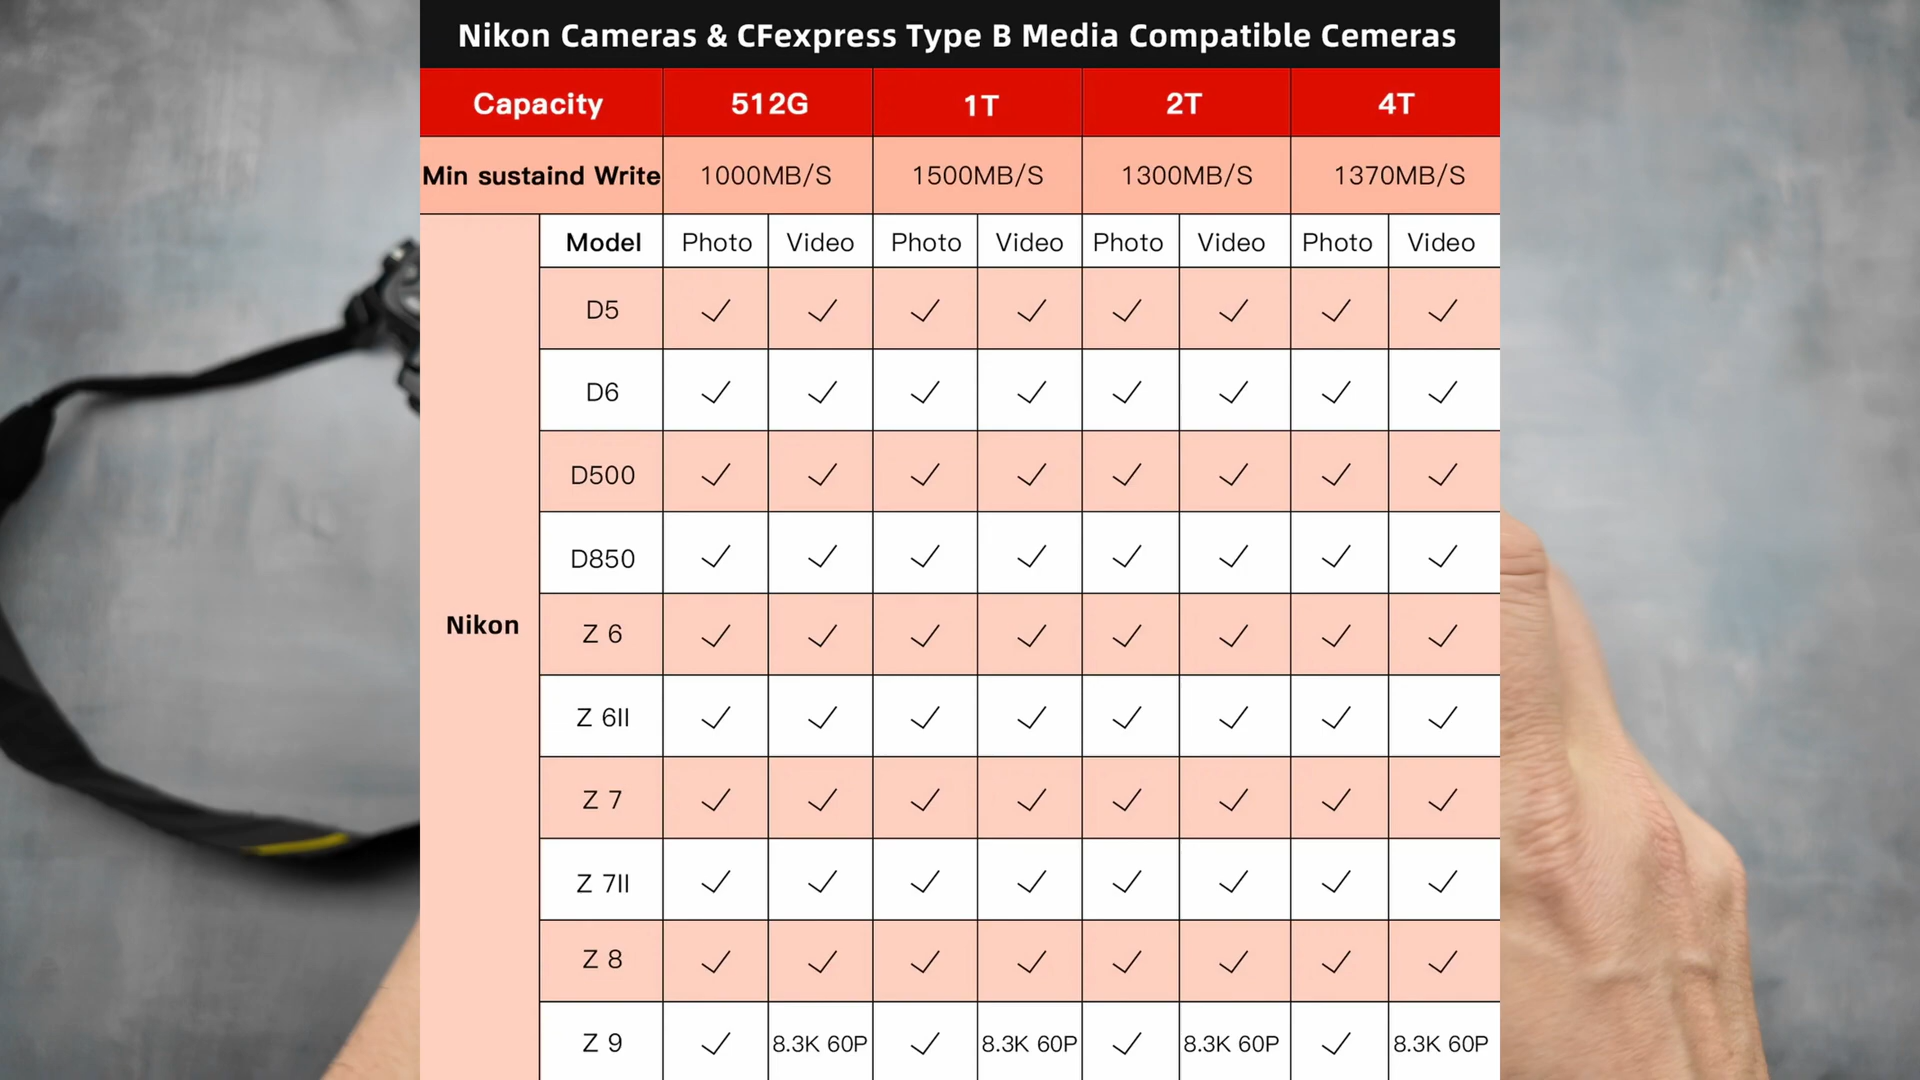 Nikon Cameras & CFexpress Type B Media Compatible Cemeras
Capacity 512G 1T 2T 4T
Min sustaind Write 1000MB/S 1500MB/S 1300MB/S 1370MB/S
Model Photo Video Photo Video Photo Video Photo Video
D5 ✓ ✓ ✓ ✓ ✓ ✓ ✓ ✓
D6 ✓ ✓ ✓ ✓ ✓ ✓ ✓ ✓
D500 ✓ ✓ ✓ ✓ ✓ ✓ ✓ ✓
D850 ✓ ✓ ✓ ✓ ✓ ✓ ✓ ✓
Nikon
Z 6 ✓ ✓ ✓ ✓ ✓ ✓ ✓ ✓
Z 6II ✓ ✓ ✓ ✓ ✓ ✓ ✓ ✓
Z 7 ✓ ✓ ✓ ✓ ✓ ✓ ✓ ✓
Z 7II ✓ ✓ ✓ ✓ ✓ ✓ ✓ ✓
Z 8 ✓ ✓ ✓ ✓ ✓ ✓ ✓ ✓
Z 9 ✓ 8.3K 60P ✓ 8.3K 60P ✓ 8.3K 60P ✓ 8.3K 60P